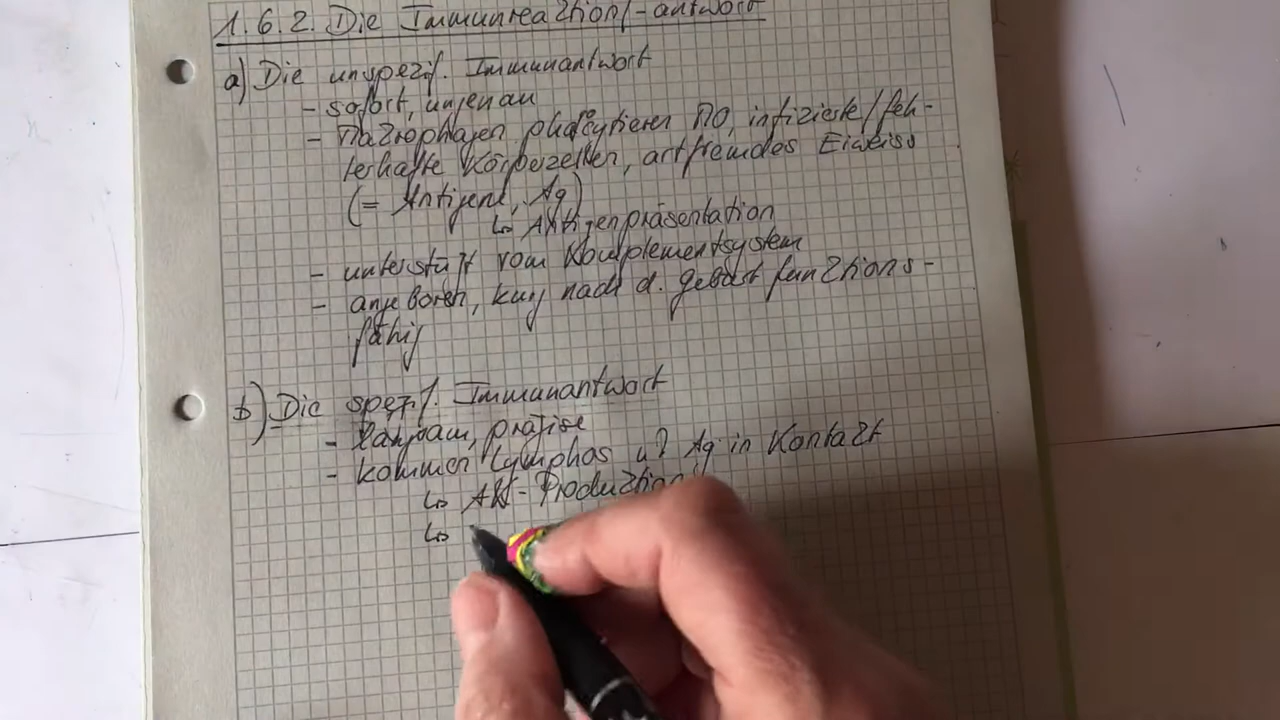 1.6.2. Die Immunreaktion/-antwort
a) Die unspezif. Immunantwort
- sofort, ungenau
- Makrophagen phagozytieren MO, infizierte/feh-
lerhafte Körperzellen, artfremdes Eiweiss
(= Antigene, Ag)
↳ Antigenpräsentation
- unterstützt vom Komplementsystem
- angeboren, kurz nach d. Geburt funktions-
fähig
b) Die spezif. Immunantwort
- langsam, präzise
- kommen Lymphos Ag in Kontakt
↳ AK-Produktion
↳